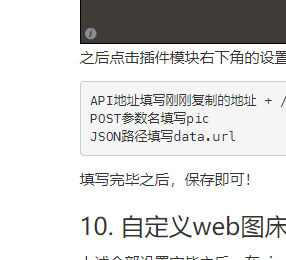 之后点击插件模块右下角的设置
API地址填写刚刚复制的地址 + /
POST参数名填写pic
JSON路径填写data.url
填写完毕之后，保存即可！
10. 自定义web图床